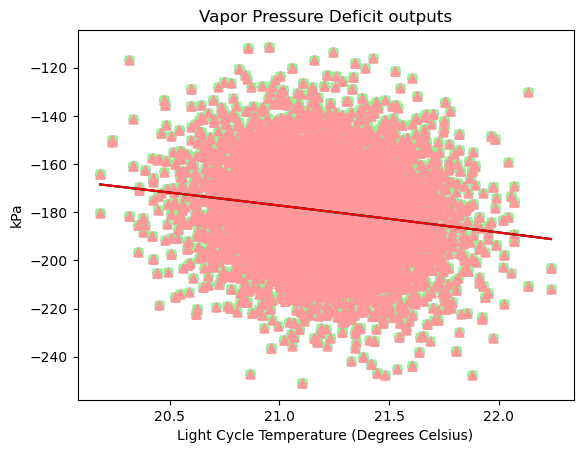 Vapor Pressure Deficit outputs
kPa
−120
−140
−160
−180
−200
−220
−240
20.5 21.0 21.5 22.0
Light Cycle Temperature (Degrees Celsius)